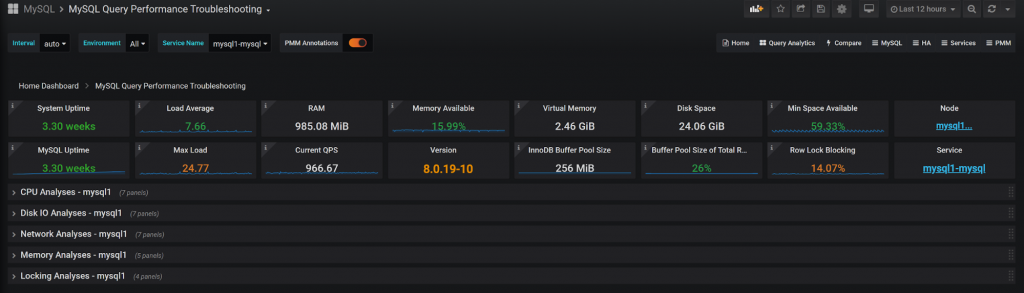 MySQL > MySQL Query Performance Troubleshooting
Last 12 hours
Interval auto Environment All Service Name mysql1-mysql PMM Annotations Home Query Analytics Compare MySQL HA Services PMM
Home Dashboard > MySQL Query Performance Troubleshooting
System Uptime Load Average RAM Memory Available Virtual Memory Disk Space Min Space Available Node
3.30 weeks 7.66 985.08 MiB 15.99% 2.46 GiB 24.06 GiB 59.33% mysql1...
MySQL Uptime Max Load Current QPS Version InnoDB Buffer Pool Size Buffer Pool Size of Total R... Row Lock Blocking Service
3.30 weeks 24.77 966.67 8.0.19-10 256 MiB 26% 14.07% mysql1-mysql
CPU Analyses - mysql1 (7 panels)
Disk IO Analyses - mysql1 (7 panels)
Network Analyses - mysql1 (7 panels)
Memory Analyses - mysql1 (5 panels)
Locking Analyses - mysql1 (4 panels)